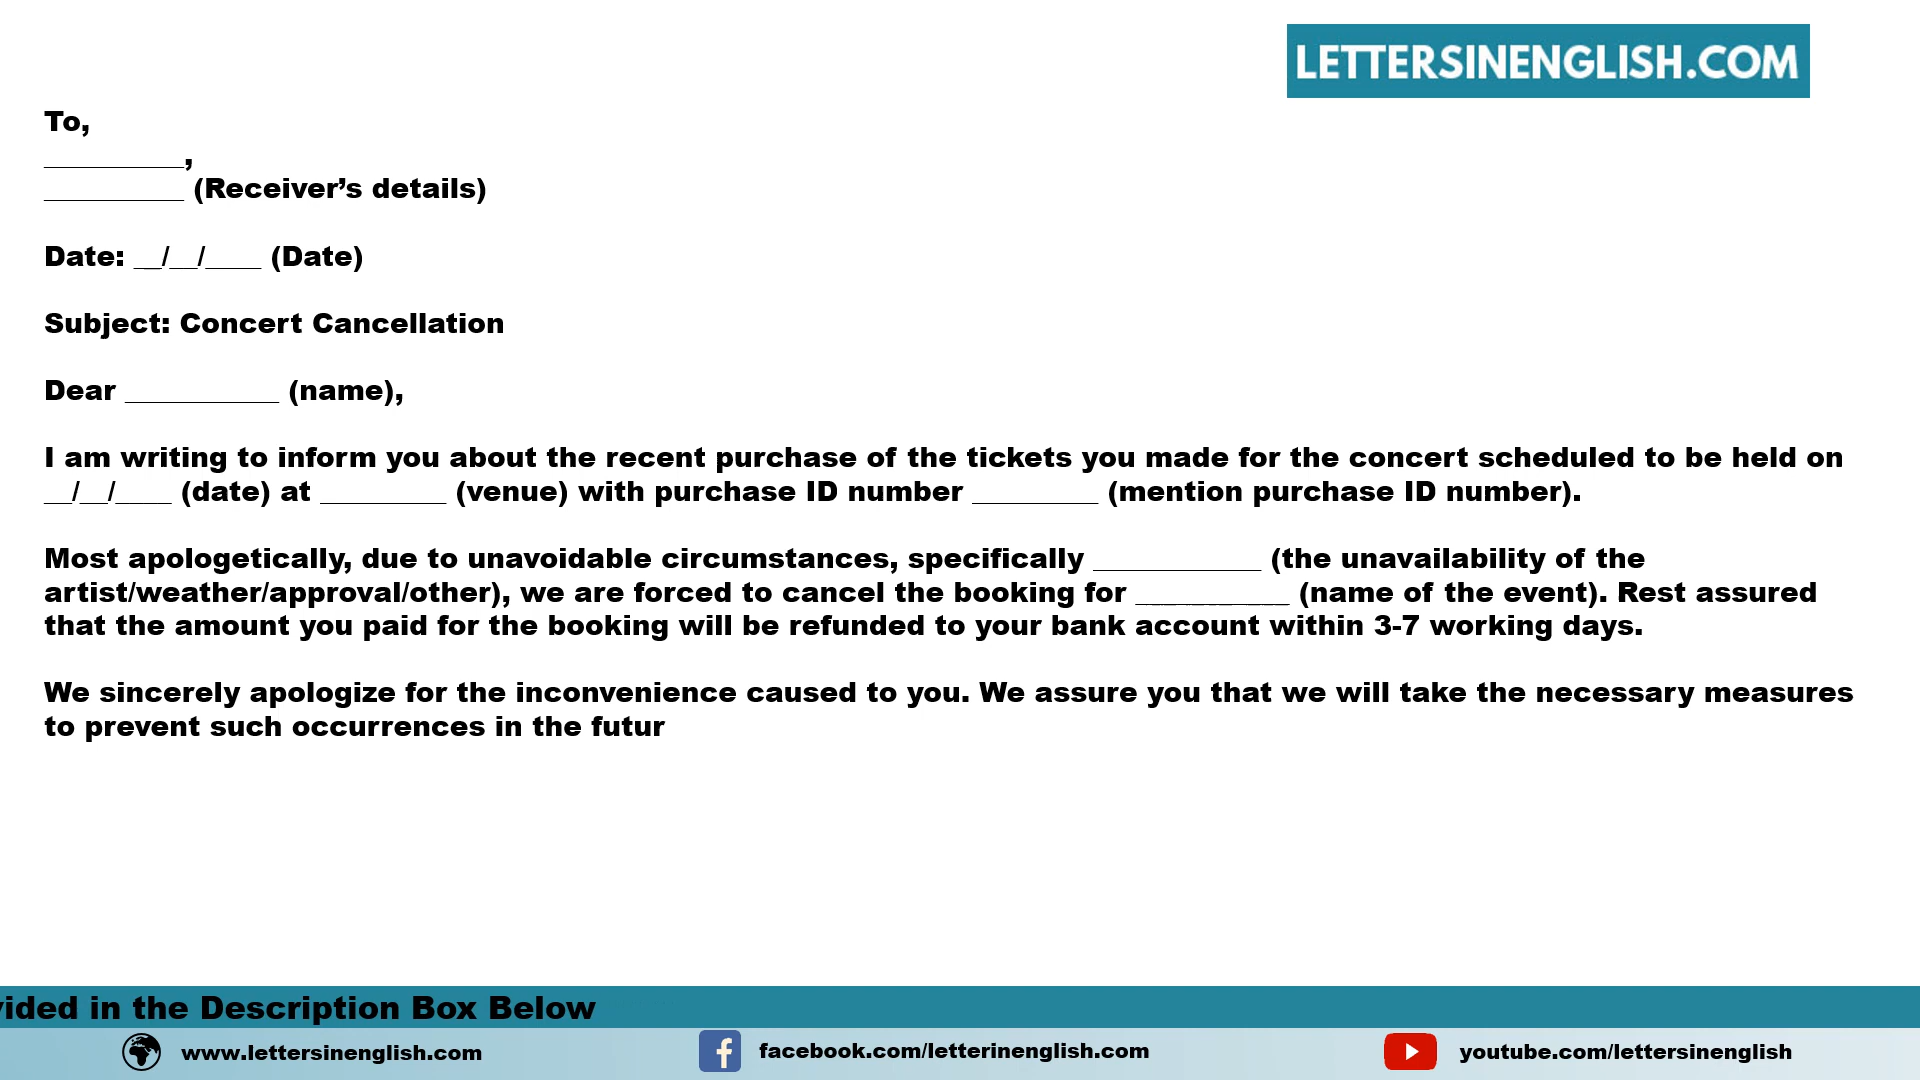 LETTERSINENGLISH.COM
To,
__________,
__________ (Receiver’s details)
Date: __/__/____ (Date)
Subject: Concert Cancellation
Dear ___________ (name),
I am writing to inform you about the recent purchase of the tickets you made for the concert scheduled to be held on
__/__/____ (date) at _________ (venue) with purchase ID number _________ (mention purchase ID number).
Most apologetically, due to unavoidable circumstances, specifically ____________ (the unavailability of the
artist/weather/approval/other), we are forced to cancel the booking for ___________ (name of the event). Rest assured
that the amount you paid for the booking will be refunded to your bank account within 3-7 working days.
We sincerely apologize for the inconvenience caused to you. We assure you that we will take the necessary measures
to prevent such occurrences in the futur
vided in the Description Box Below
www.lettersinenglish.com
facebook.com/letterinenglish.com
youtube.com/lettersinenglish